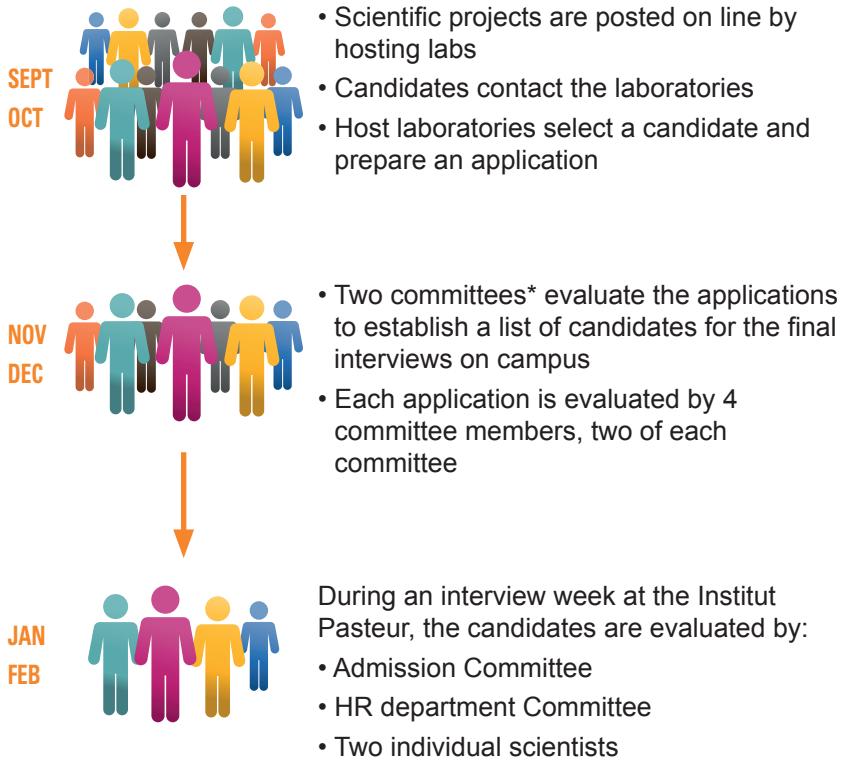 SEPT
OCT
• Scientific projects are posted on line by
hosting labs
• Candidates contact the laboratories
• Host laboratories select a candidate and
prepare an application
NOV
DEC
• Two committees* evaluate the applications
to establish a list of candidates for the final
interviews on campus
• Each application is evaluated by 4
committee members, two of each
committee
JAN
FEB
During an interview week at the Institut
Pasteur, the candidates are evaluated by:
• Admission Committee
• HR department Committee
• Two individual scientists